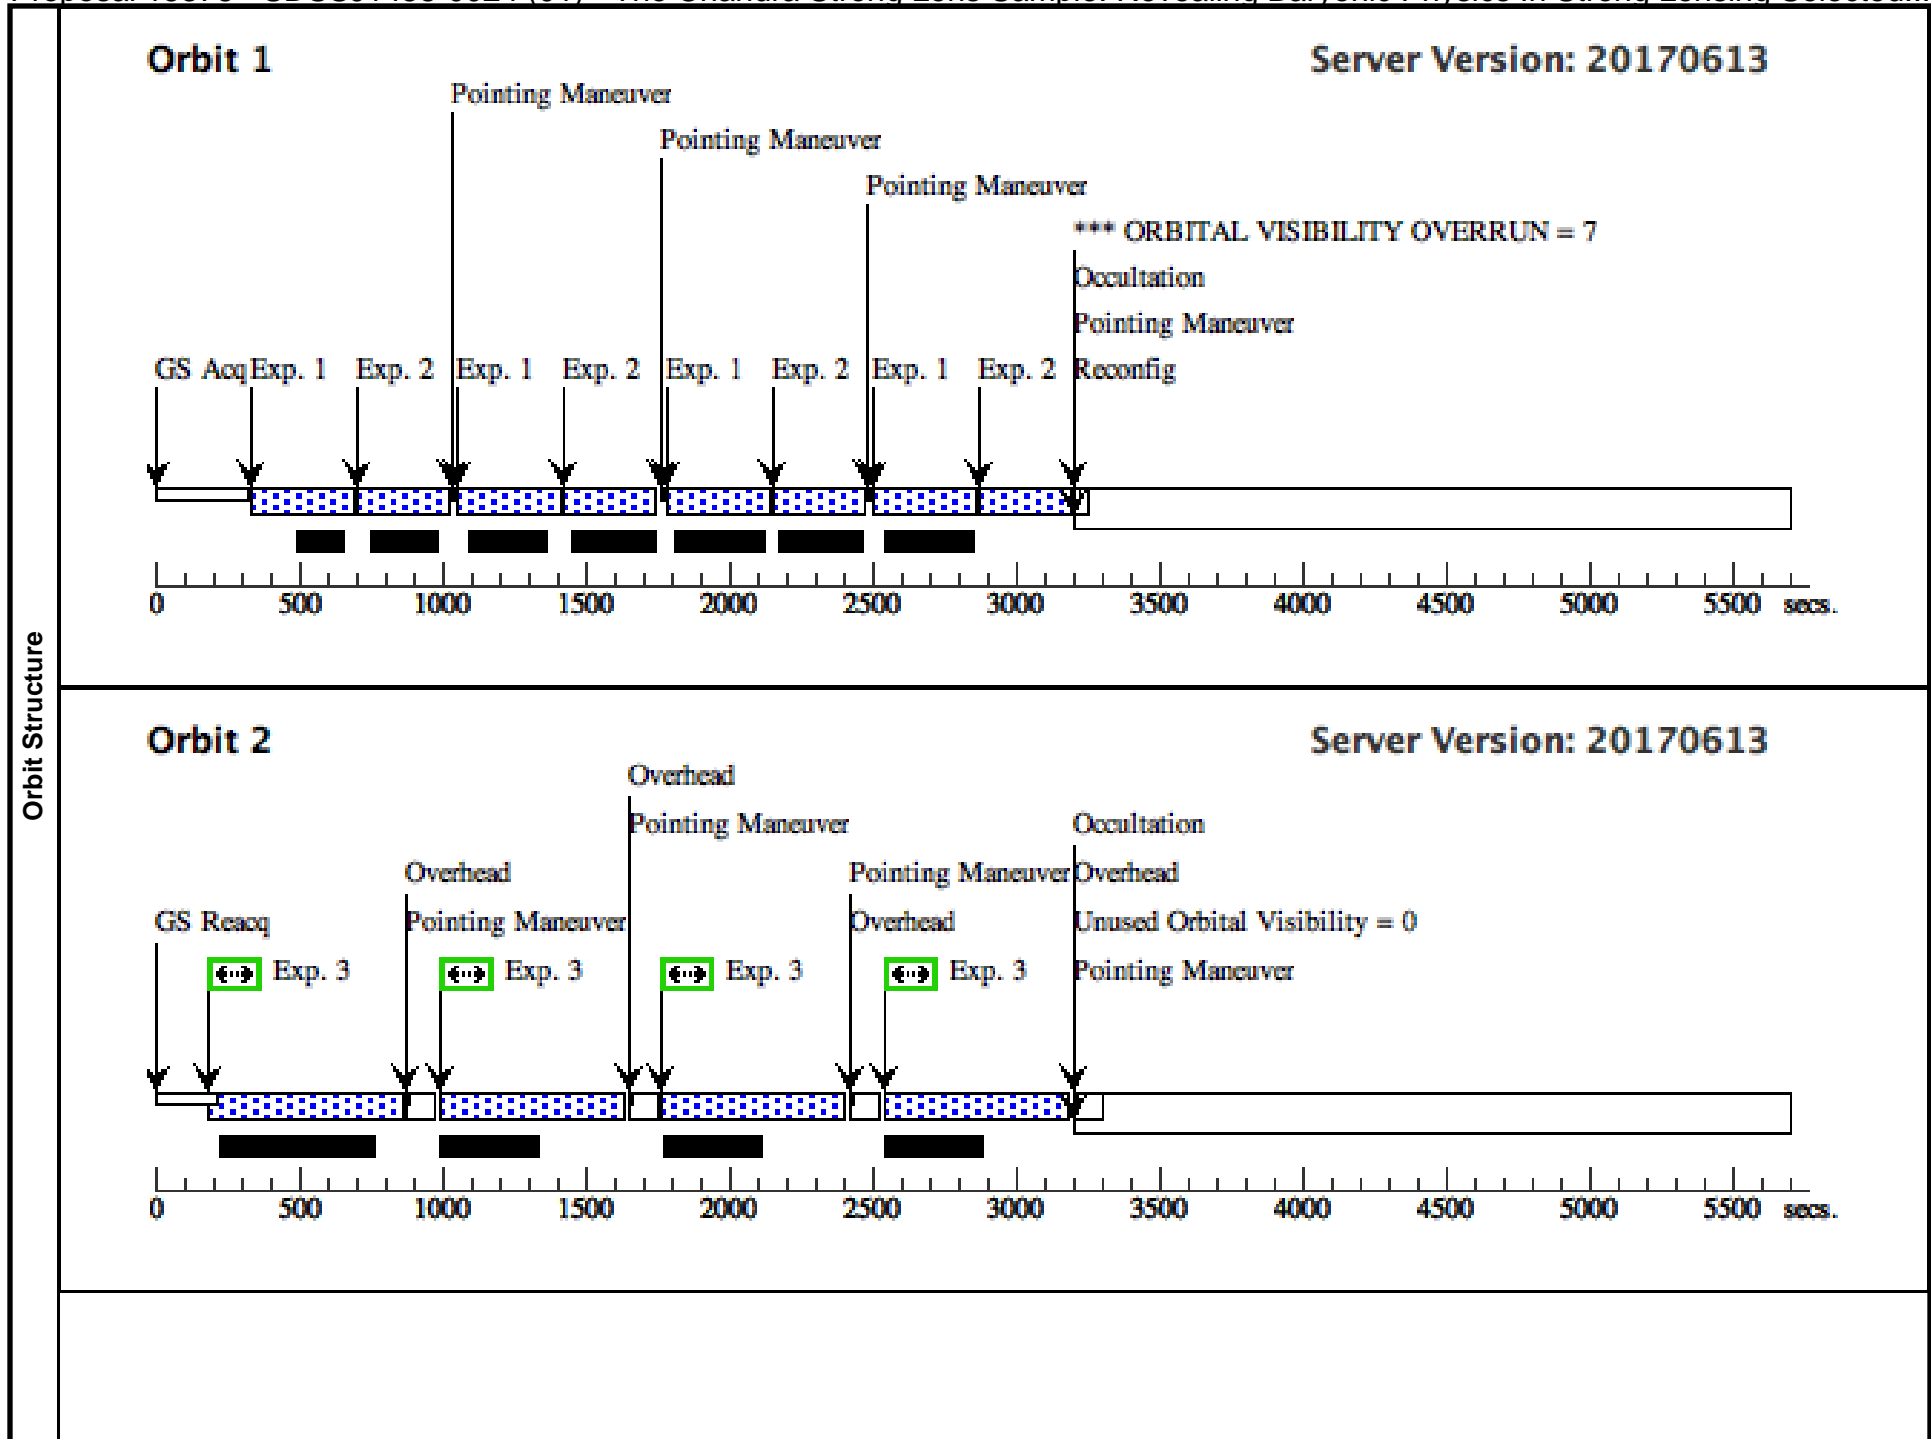 Orbit Structure
Orbit 1 Server Version: 20170613
Pointing Maneuver
Pointing Maneuver
Pointing Maneuver
*** ORBITAL VISIBILITY OVERRUN = 7
Occultation
Pointing Maneuver
GS Acq Exp. 1 Exp. 2 Exp. 1 Exp. 2 Exp. 1 Exp. 2 Exp. 1 Exp. 2 Reconfig
0 500 1000 1500 2000 2500 3000 3500 4000 4500 5000 5500 secs.
Orbit 2 Server Version: 20170613
Overhead
Pointing Maneuver Occultation
Overhead Pointing Maneuver Overhead
GS Reacq Pointing Maneuver Overhead Unused Orbital Visibility = 0
Exp. 3 Exp. 3 Exp. 3 Exp. 3 Pointing Maneuver
0 500 1000 1500 2000 2500 3000 3500 4000 4500 5000 5500 secs.